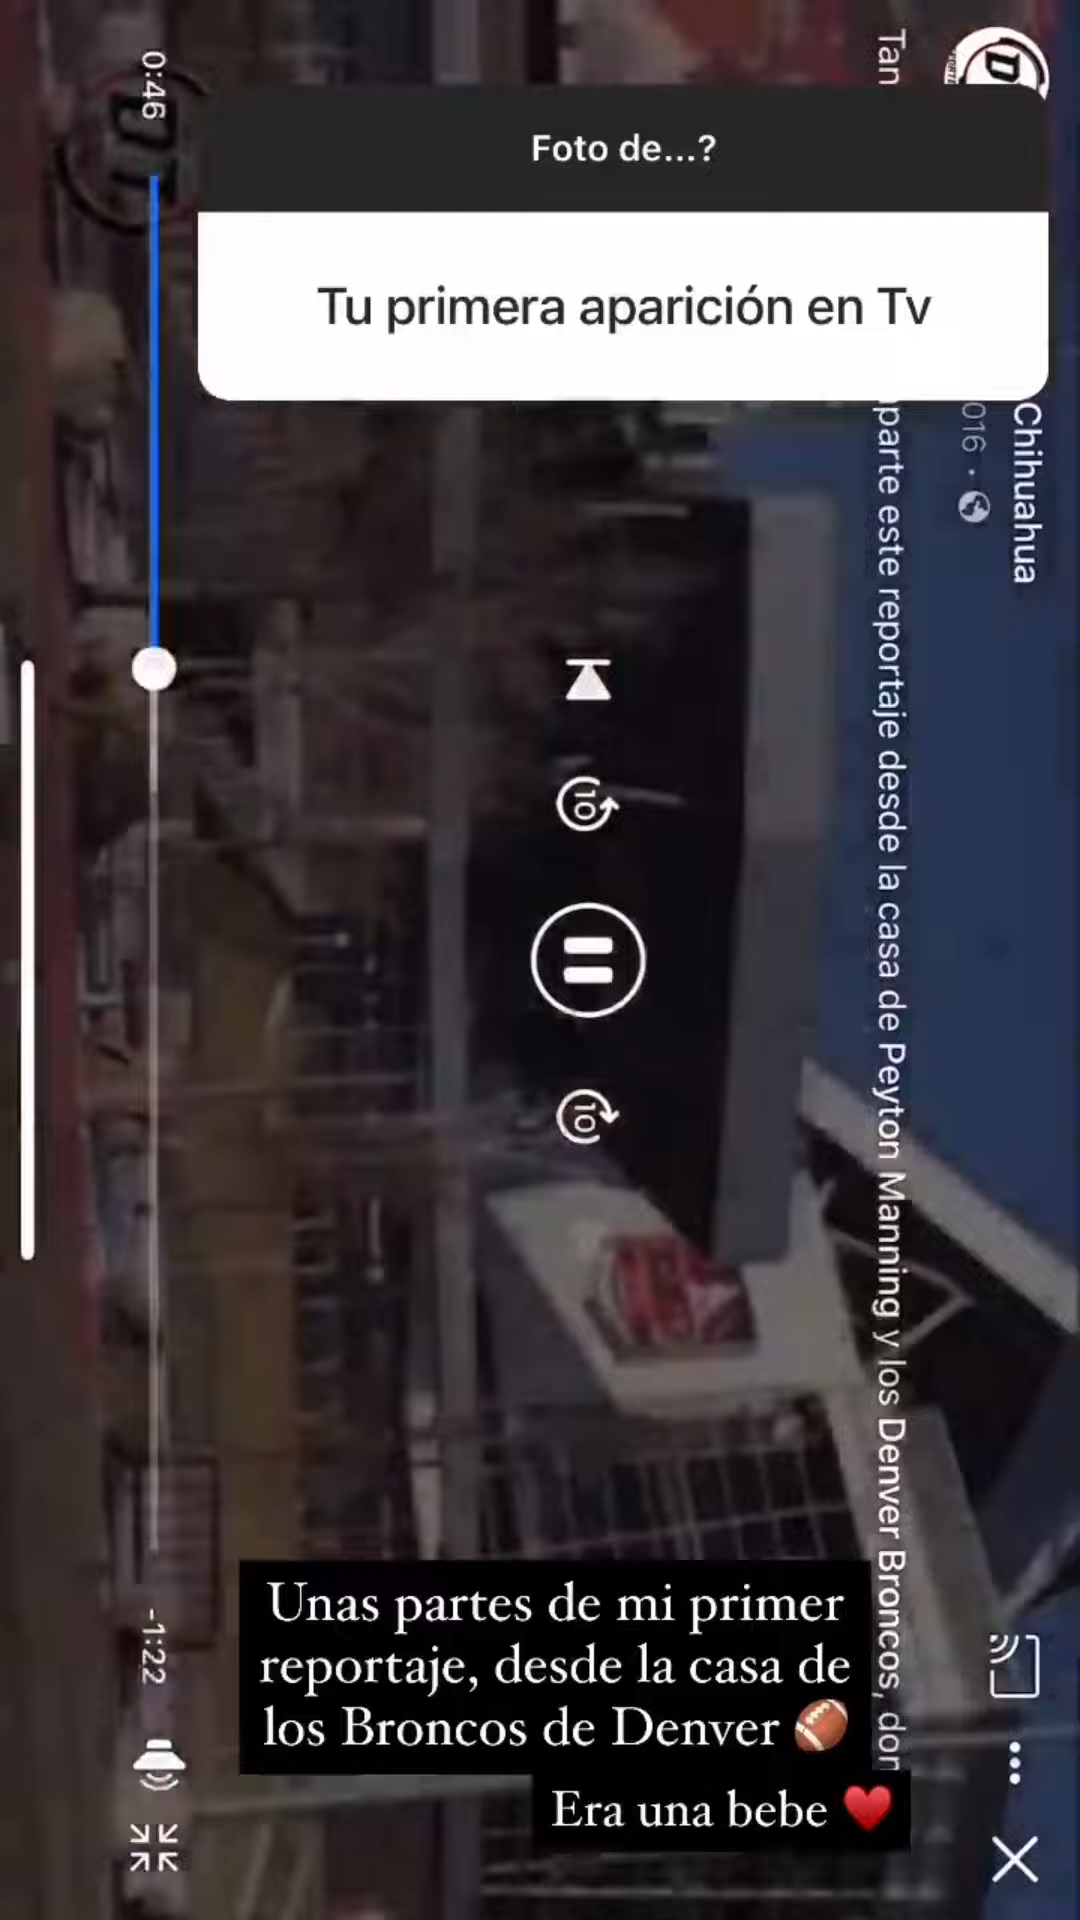 Foto de...?
Tu primera aparición en Tv
Chihuahua
016 ·
Tan
parte este reportaje desde la casa de Peyton Manning y los Denver Broncos, don
0:46
-1:22
10
10
Unas partes de mi primer
reportaje, desde la casa de
los Broncos de Denver 🏈
Era una bebe ♥️